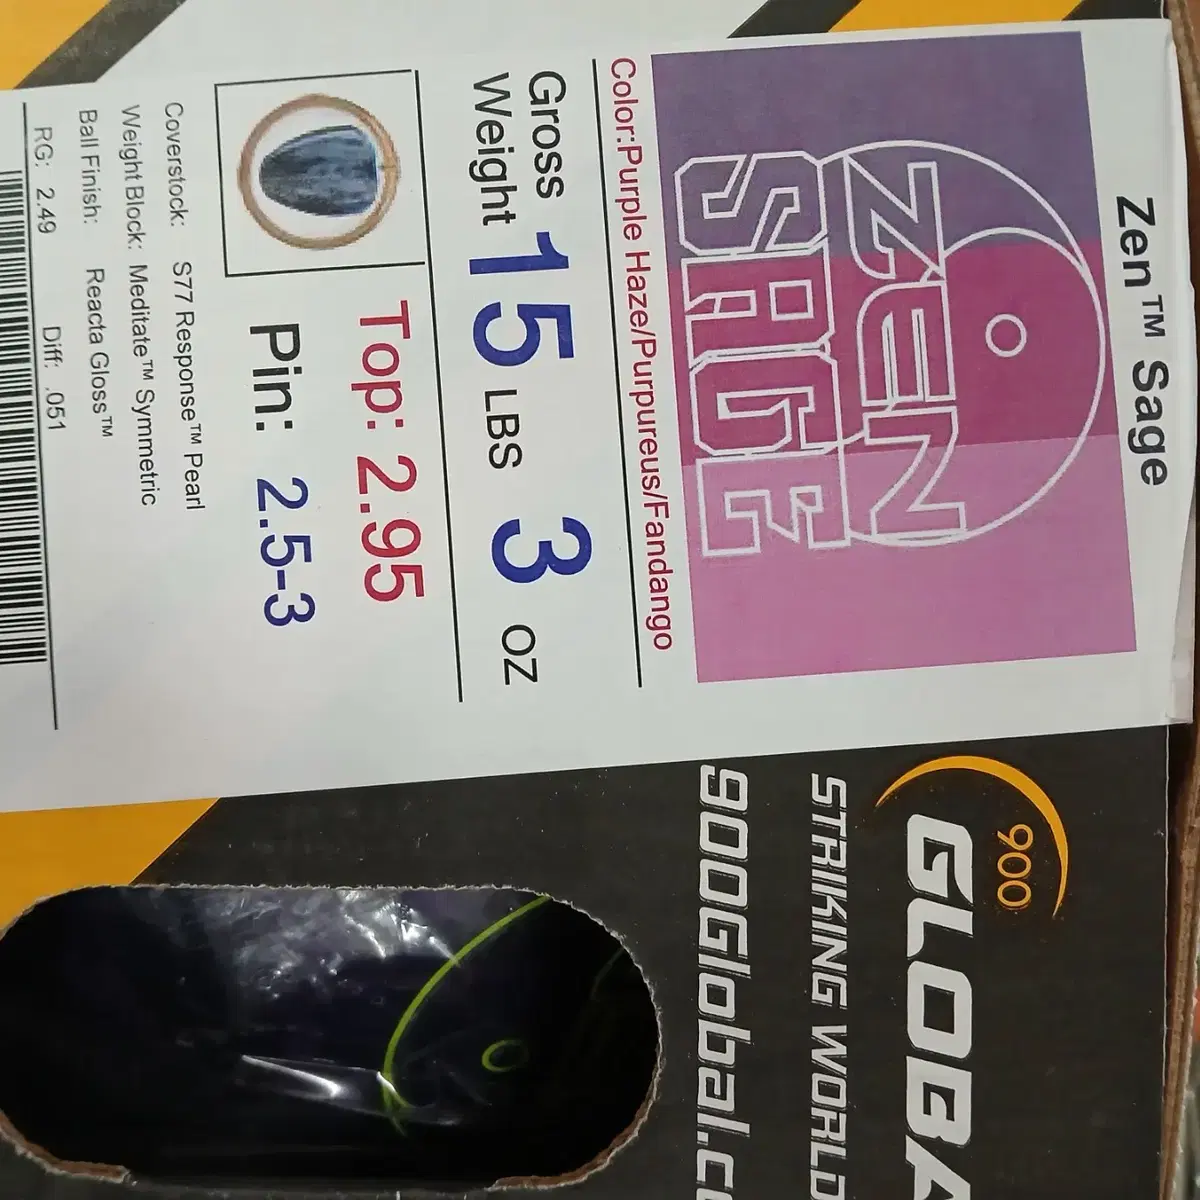 Zen™ Sage
ZEN
SAGE
Color:Purple Haze/Purpureus/Fandango
Gross Weight 15 LBS 3 OZ
Top: 2.95
Pin: 2.5-3
Coverstock: S77 Response™ Pearl
Weight Block: Meditate™ Symmetric
Ball Finish: Reacta Gloss™
RG: 2.49 Diff: .051
900
GLOBA
STRIKING WORLD
900Global.c